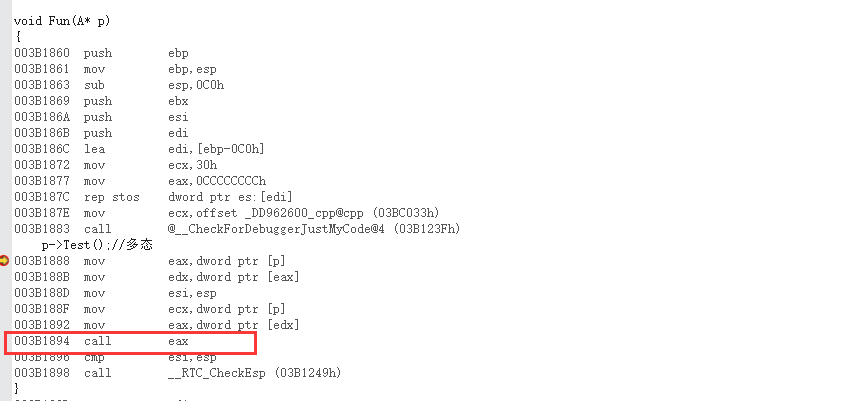 void Fun(A* p)
{
003B1860 push ebp
003B1861 mov ebp,esp
003B1863 sub esp,0C0h
003B1869 push ebx
003B186A push esi
003B186B push edi
003B186C lea edi,[ebp-0C0h]
003B1872 mov ecx,30h
003B1877 mov eax,0CCCCCCCCh
003B187C rep stos dword ptr es:[edi]
003B187E mov ecx,offset _DD962600_cpp@cpp (03BC033h)
003B1883 call @__CheckForDebuggerJustMyCode@4 (03B123Fh)
p->Test();//多态
003B1888 mov eax,dword ptr [p]
003B188B mov edx,dword ptr [eax]
003B188D mov esi,esp
003B188F mov ecx,dword ptr [p]
003B1892 mov eax,dword ptr [edx]
003B1894 call eax
003B1896 cmp esi,esp
003B1898 call __RTC_CheckEsp (03B1249h)
}